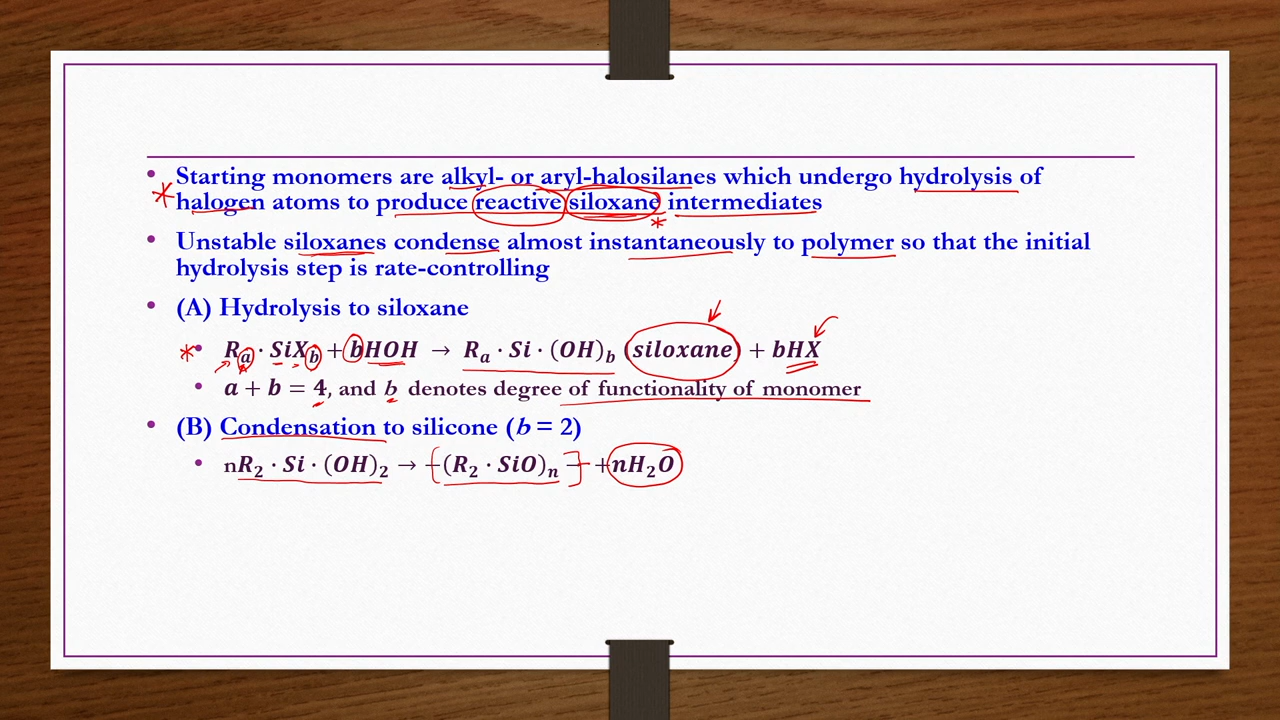 • Starting monomers are alkyl- or aryl-halosilanes which undergo hydrolysis of
halogen atoms to produce reactive siloxane intermediates
• Unstable siloxanes condense almost instantaneously to polymer so that the initial
hydrolysis step is rate-controlling
• (A) Hydrolysis to siloxane
• Rₐ · SiX_b + bHOH → Rₐ · Si · (OH)_b (siloxane) + bHX
• a + b = 4, and b denotes degree of functionality of monomer
• (B) Condensation to silicone (b = 2)
• nR₂ · Si · (OH)₂ → −(R₂ · SiO)ₙ − +nH₂O